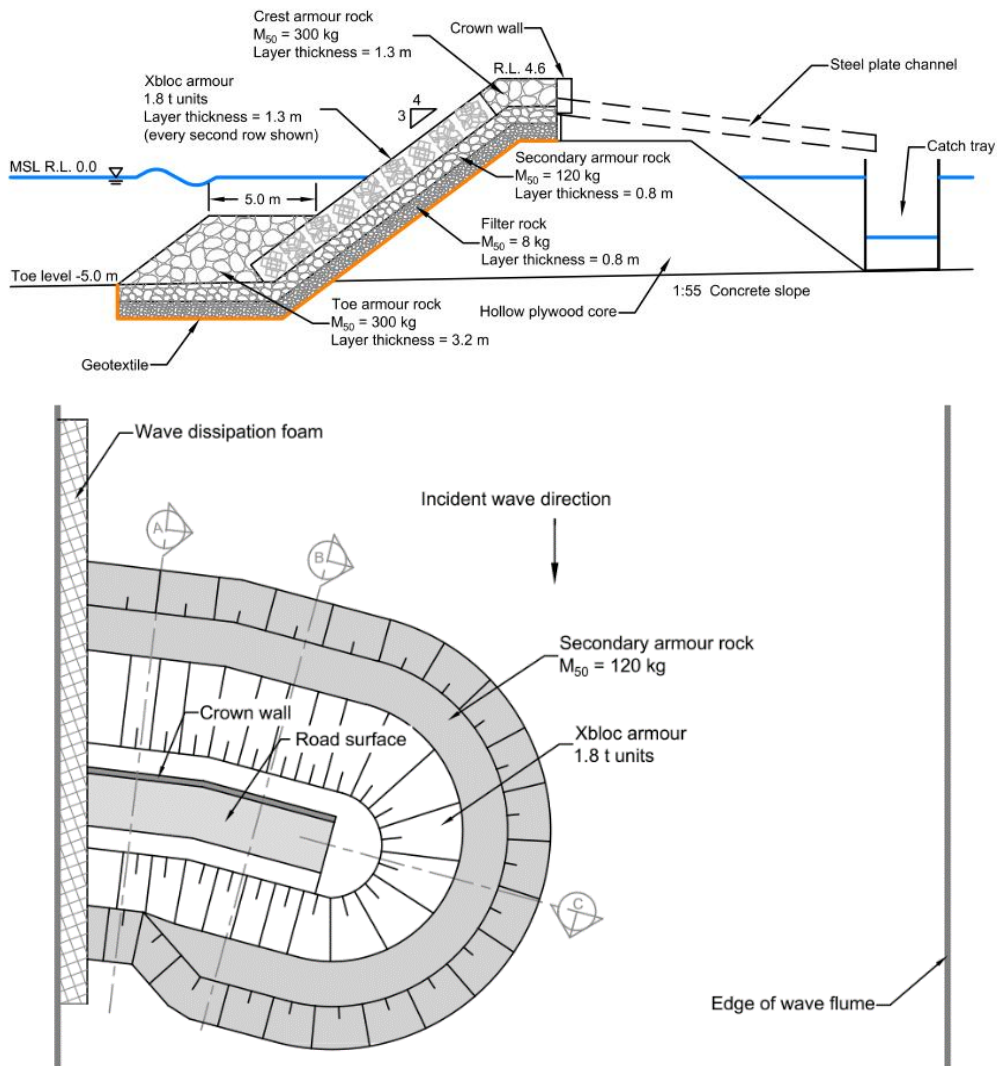 Crest armour rock
M50 = 300 kg
Layer thickness = 1.3 m
Crown wall
R.L. 4.6
Steel plate channel
Xbloc armour
1.8 t units
Layer thickness = 1.3 m
(every second row shown)
4
3
Catch tray
MSL R.L. 0.0
5.0 m
Secondary armour rock
M50 = 120 kg
Layer thickness = 0.8 m
Filter rock
M50 = 8 kg
Layer thickness = 0.8 m
Toe level -5.0 m
1:55 Concrete slope
Hollow plywood core
Toe armour rock
M50 = 300 kg
Layer thickness = 3.2 m
Geotextile
Wave dissipation foam
Incident wave direction
A
B
Secondary armour rock
M50 = 120 kg
Crown wall
Road surface
Xbloc armour
1.8 t units
C
Edge of wave flume